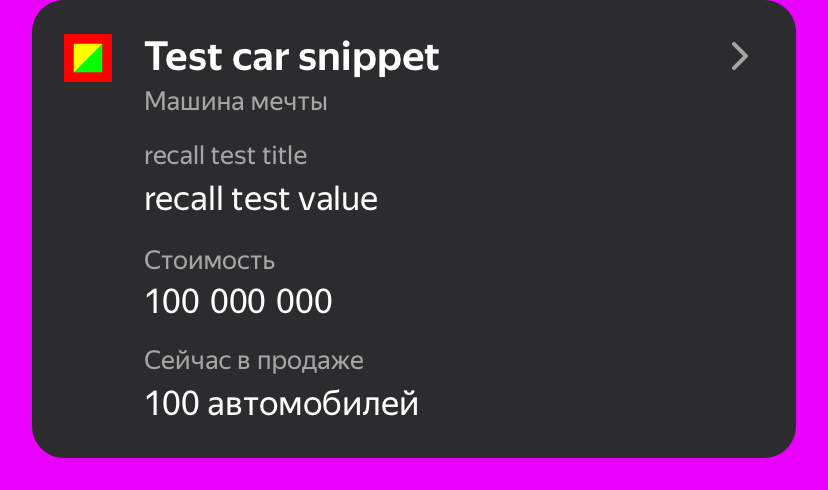 Test car snippet
Машина мечты
recall test title
recall test value
Стоимость
100 000 000
Сейчас в продаже
100 автомобилей